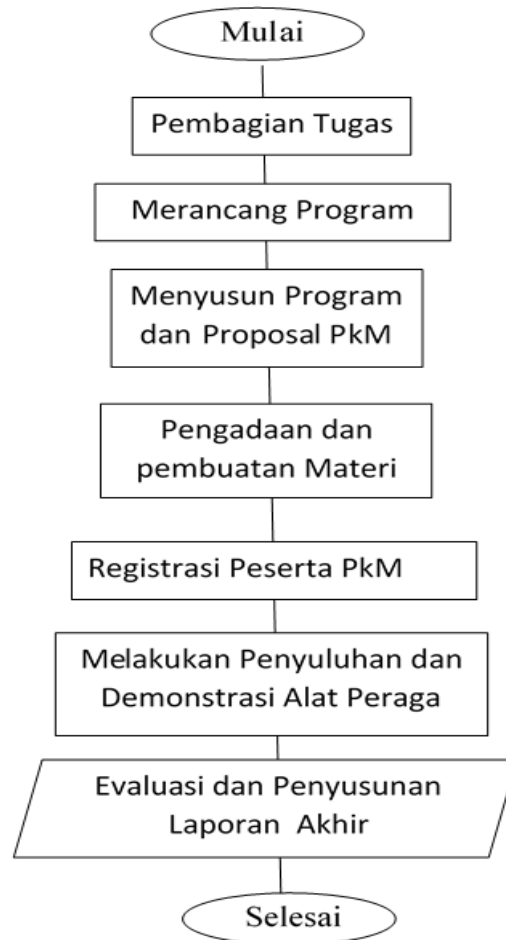 Mulai
Pembagian Tugas
Merancang Program
Menyusun Program
dan Proposal PkM
Pengadaan dan
pembuatan Materi
Registrasi Peserta PkM
Melakukan Penyuluhan dan
Demonstrasi Alat Peraga
Evaluasi dan Penyusunan
Laporan Akhir
Selesai